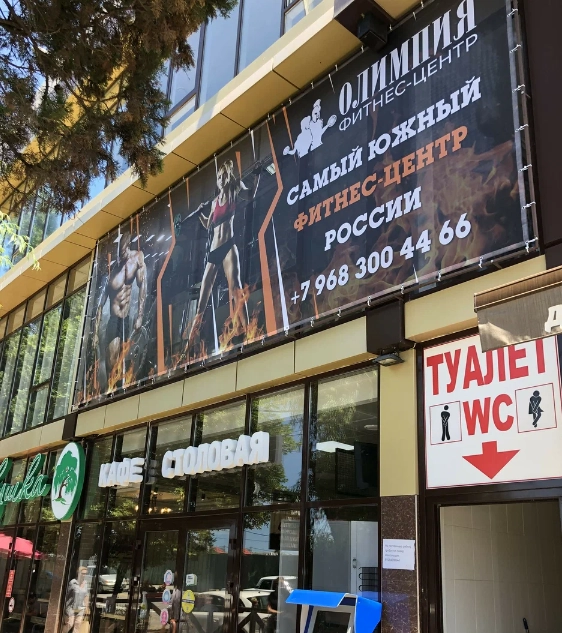 ОЛИМПИЯ
ФИТНЕС-ЦЕНТР
САМЫЙ ЮЖНЫЙ
ФИТНЕС-ЦЕНТР
РОССИИ
+7 968 300 44 66
ТУАЛЕТ
WC
КАФЕ СТОЛОВАЯ